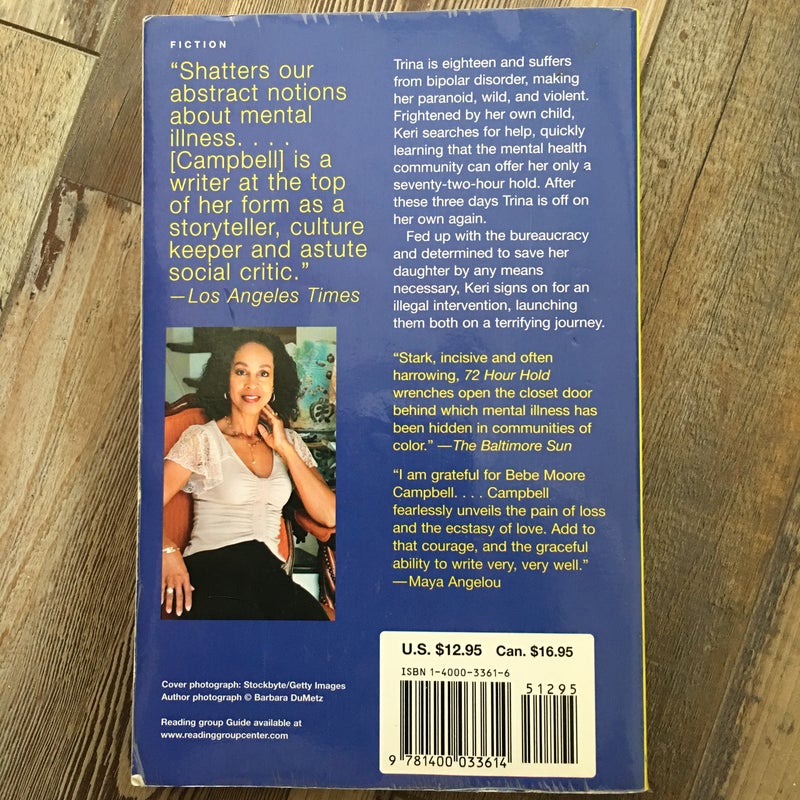 FICTION
“Shatters our
abstract notions
about mental
illness. . . .
[Campbell] is a
writer at the top
of her form as a
storyteller, culture
keeper and astute
social critic.”
—Los Angeles Times
Trina is eighteen and suffers
from bipolar disorder, making
her paranoid, wild, and violent.
Frightened by her own child,
Keri searches for help, quickly
learning that the mental health
community can offer her only a
seventy-two-hour hold. After
these three days Trina is off on
her own again.
Fed up with the bureaucracy
and determined to save her
daughter by any means
necessary, Keri signs on for an
illegal intervention, launching
them both on a terrifying journey.
“Stark, incisive and often
harrowing, 72 Hour Hold
wrenches open the closet door
behind which mental illness has
been hidden in communities of
color.” —The Baltimore Sun
“I am grateful for Bebe Moore
Campbell. . . . Campbell
fearlessly unveils the pain of loss
and the ecstasy of love. Add to
that courage, and the graceful
ability to write very, very well.”
—Maya Angelou
Cover photograph: Stockbyte/Getty Images
Author photograph © Barbara DuMetz
Reading group Guide available at
www.readinggroupcenter.com
U.S. $12.95 Can. $16.95
ISBN 1-4000-3361-6
51295
9 781400 033614